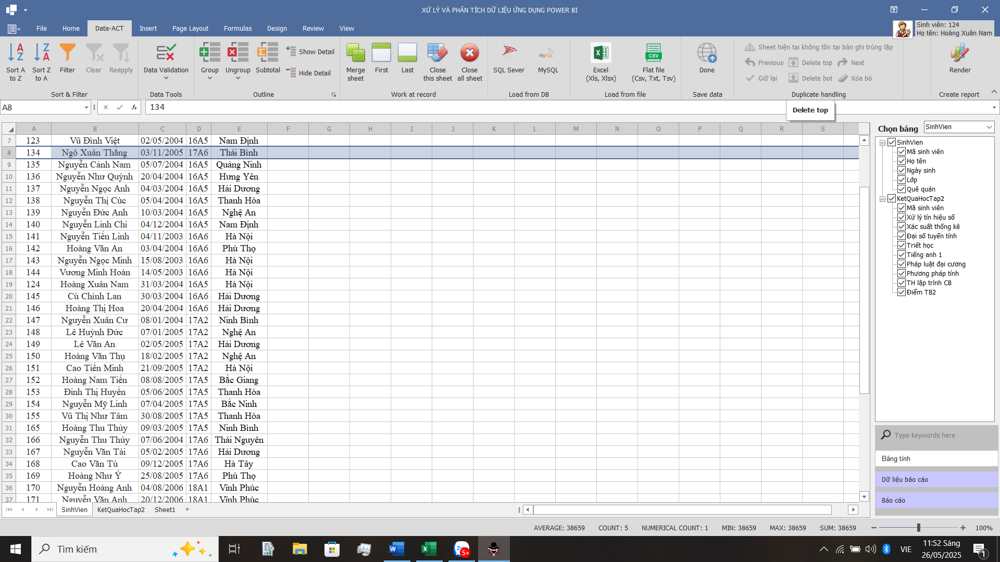 XỬ LÝ VÀ PHÂN TÍCH DỮ LIỆU ỨNG DỤNG POWER BI
Sinh viên: 124
Họ tên: Hoàng Xuân Nam
File Home Data-ACT Insert Page Layout Formulas Design Review View
Sort A to Z
Sort Z to A
Filter
Clear
Reapply
Sort & Filter
Data Validation
Data Tools
Group
Ungroup
Subtotal
Show Detail
Hide Detail
Outline
Merge sheet
First
Last
Close this sheet
Close all sheet
Work at record
SQL Sever
MySQL
MySQL
Load from DB
Excel (Xls, Xlsx)
CSV
Flat file (Csv, Txt, Tsv)
Load from file
Done
Save data
Sheet hiện tại không tồn tại bản ghi trùng lặp
Previous Delete top Next
Giữ lại Delete bot Xóa bỏ
Duplicate handling
Render
Create report
A8 fx 134
Delete top
A B C D E F G H I J K L M N O P Q R S
7 123 Vũ Đình Việt 02/05/2004 16A5 Nam Định
8 134 Ngô Xuân Thắng 03/11/2005 17A6 Thái Bình
9 135 Nguyễn Cảnh Nam 05/07/2004 16A5 Quảng Ninh
10 136 Nguyễn Như Quỳnh 20/04/2004 16A5 Hưng Yên
11 137 Nguyễn Ngọc Anh 04/03/2004 16A5 Hải Dương
12 138 Nguyễn Thị Cúc 05/04/2004 16A5 Thanh Hóa
13 139 Nguyễn Đức Anh 10/03/2004 16A5 Nghệ An
14 140 Nguyễn Linh Chi 04/12/2004 16A5 Nam Định
15 141 Nguyễn Tiến Linh 04/11/2003 16A6 Hà Nội
16 142 Hoàng Văn An 03/04/2004 16A6 Phú Thọ
17 143 Nguyễn Ngọc Minh 15/08/2003 16A6 Hà Nội
18 144 Vương Minh Hoàn 14/05/2003 16A6 Hà Nội
19 124 Hoàng Xuân Nam 31/03/2004 16A5 Hà Nội
20 145 Cù Chính Lan 30/03/2004 16A6 Hải Dương
21 146 Hoàng Thị Hoa 20/04/2004 16A6 Hải Dương
22 147 Nguyễn Xuân Cư 08/01/2004 17A2 Ninh Bình
23 148 Lê Huỳnh Đức 07/01/2005 17A2 Nghệ An
24 149 Lê Văn An 02/05/2005 17A2 Hải Dương
25 150 Hoàng Văn Thụ 18/02/2005 17A2 Nghệ An
26 151 Cao Tiến Minh 21/09/2005 17A2 Hà Nội
27 152 Hoàng Nam Tiến 08/08/2005 17A5 Bắc Giang
28 153 Đinh Thị Huyền 05/06/2005 17A5 Thanh Hóa
29 154 Nguyễn Mỹ Linh 07/04/2005 17A5 Bắc Ninh
30 155 Vũ Thị Như Tâm 30/08/2005 17A5 Thanh Hóa
31 165 Hoàng Thu Thủy 09/03/2005 17A5 Ninh Bình
32 166 Nguyễn Thu Thủy 07/06/2004 17A6 Thái Nguyên
33 167 Nguyễn Văn Tài 05/02/2005 17A6 Hải Dương
34 168 Cao Văn Tú 09/12/2005 17A6 Hà Tây
35 169 Hoàng Như Ý 25/08/2005 17A6 Phú Thọ
36 170 Nguyễn Hoàng Anh 04/08/2006 18A1 Vĩnh Phúc
37 171 Nguyễn Văn Anh 20/12/2006 18A1 Vĩnh Phúc
SinhVien KetQuaHocTap2 Sheet1 +
Chọn bảng SinhVien
SinhVien
Mã sinh viên
Họ tên
Ngày sinh
Lớp
Quê quán
KetQuaHocTap2
Mã sinh viên
Xử lý tín hiệu số
Xác suất thống kê
Đại số tuyến tính
Triết học
Tiếng anh 1
Pháp luật đại cương
Phương pháp tính
TH lập trình CB
Điểm TB2
Type keywords here
Bảng tính
Dữ liệu báo cáo
Báo cáo
AVERAGE: 38659 COUNT: 5 NUMERICAL COUNT: 1 MIN: 38659 MAX: 38659 SUM: 38659 100%
Tìm kiếm
5+
VIE
11:52 Sáng
26/05/2025
1